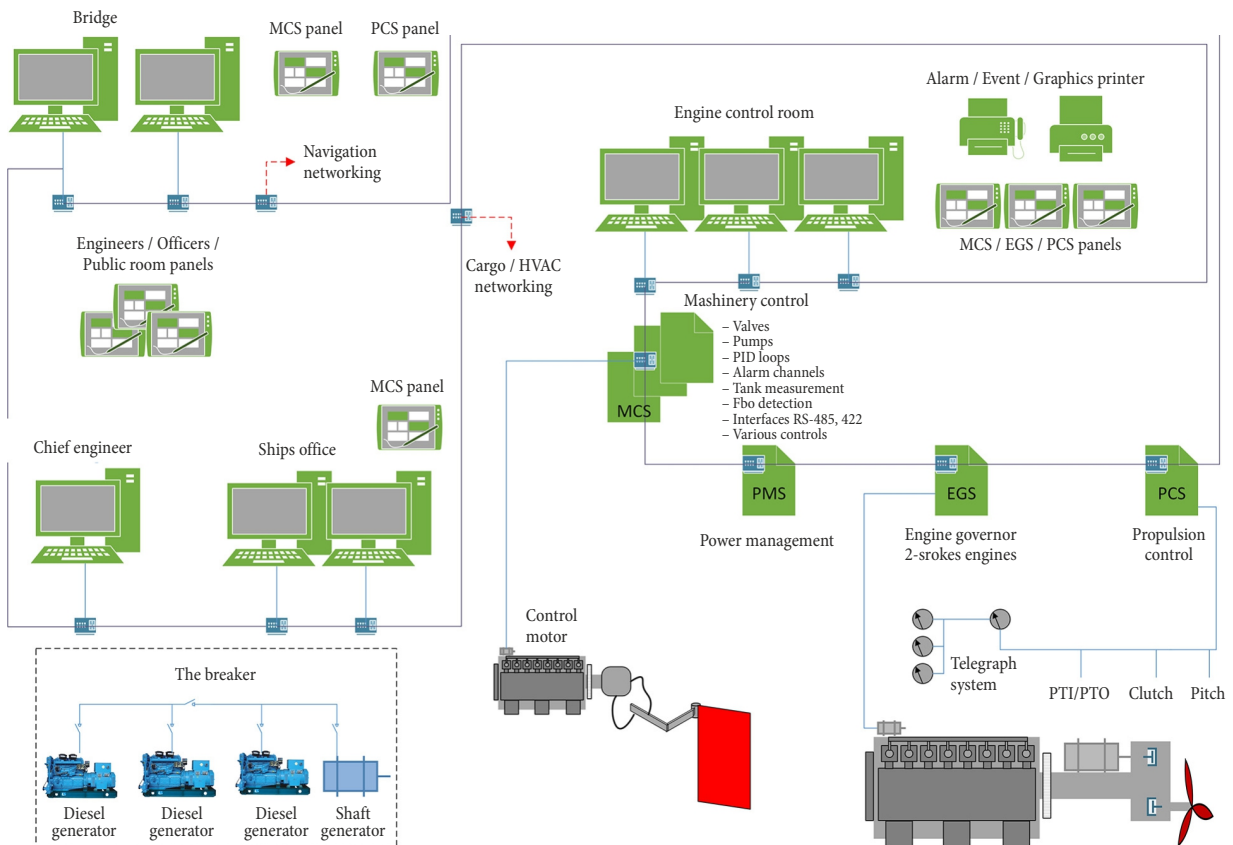 Bridge
MCS panel
PCS panel
Navigation
networking
Engineers / Officers /
Public room panels
Cargo / HVAC
networking
Engine control room
Alarm / Event / Graphics printer
MCS / EGS / PCS panels
Mashinery control
– Valves
– Pumps
– PID loops
– Alarm channels
– Tank measurement
– Fbo detection
– Interfaces RS-485, 422
– Various controls
MCS
MCS panel
Chief engineer
Ships office
PMS
EGS
PCS
Power management
Engine governor
2-srokes engines
Propulsion
control
Control
motor
Telegraph
system
PTI/PTO
Clutch
Pitch
The breaker
Diesel
generator
Diesel
generator
Diesel
generator
Shaft
generator